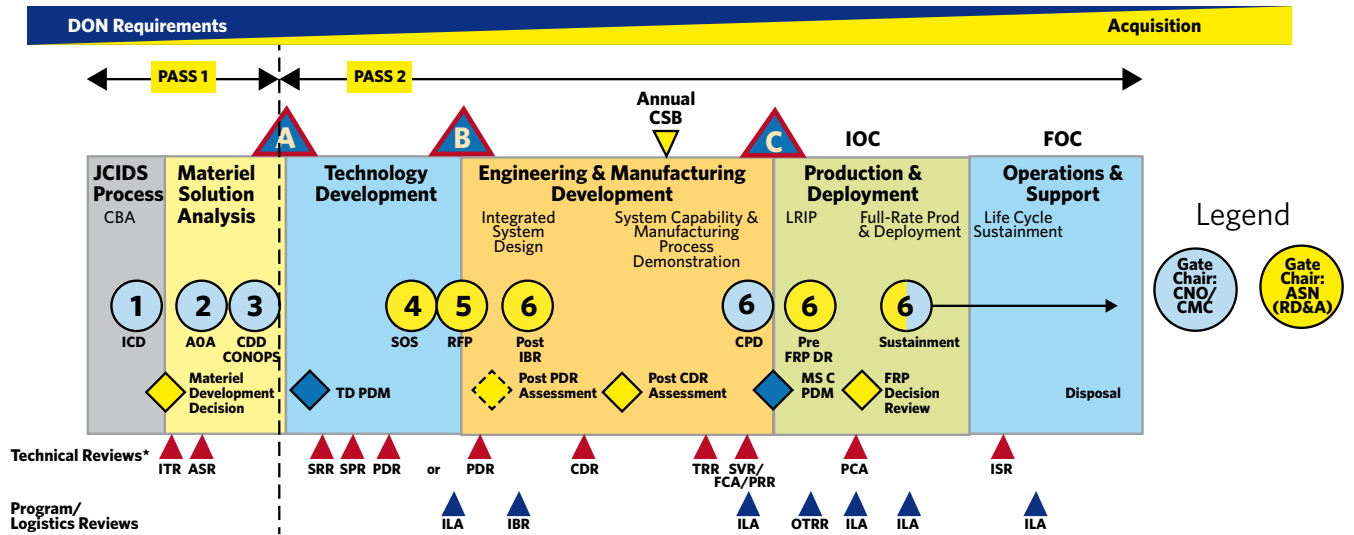 DON Requirements
Acquisition
PASS 1
PASS 2
Annual
CSB
A
B
C
IOC
FOC
JCIDS
Process
CBA
Materiel
Solution
Analysis
Technology
Development
Engineering & Manufacturing
Development
Integrated
System
Design
System Capability &
Manufacturing
Process
Demonstration
Production &
Deployment
LRIP
Full-Rate Prod
& Deployment
Operations &
Support
Life Cycle
Sustainment
Legend
Gate
Chair:
CNO/
CMC
Gate
Chair:
ASN
(RD&A)
1
ICD
2
A0A
3
CDD
CONOPS
4
SOS
5
RFP
6
Post
IBR
6
CPD
6
Pre
FRP DR
6
Sustainment
Materiel
Development
Decision
TD PDM
Post PDR
Assessment
Post CDR
Assessment
MS C
PDM
FRP
Decision
Review
Disposal
Technical Reviews*
ITR
ASR
SRR
SPR
PDR
or
PDR
CDR
TRR
SVR/
FCA/PRR
PCA
ISR
Program/
Logistics Reviews
ILA
IBR
ILA
OTRR
ILA
ILA
ILA